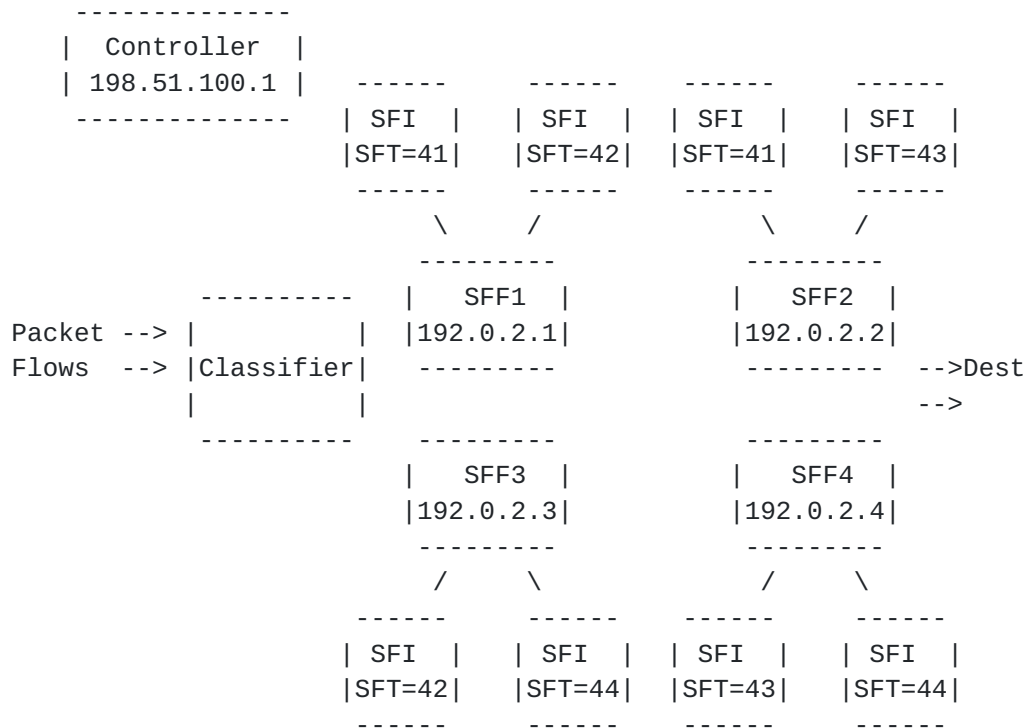 Controller
198.51.100.1
SFI SFI SFI SFI
SFT=41 SFT=42 SFT=41 SFT=43
SFF1 SFF2
Packet --> 192.0.2.1 192.0.2.2
Flows --> Classifier -->Dest
-->
SFF3 SFF4
192.0.2.3 192.0.2.4
SFI SFI SFI SFI
SFT=42 SFT=44 SFT=43 SFT=44